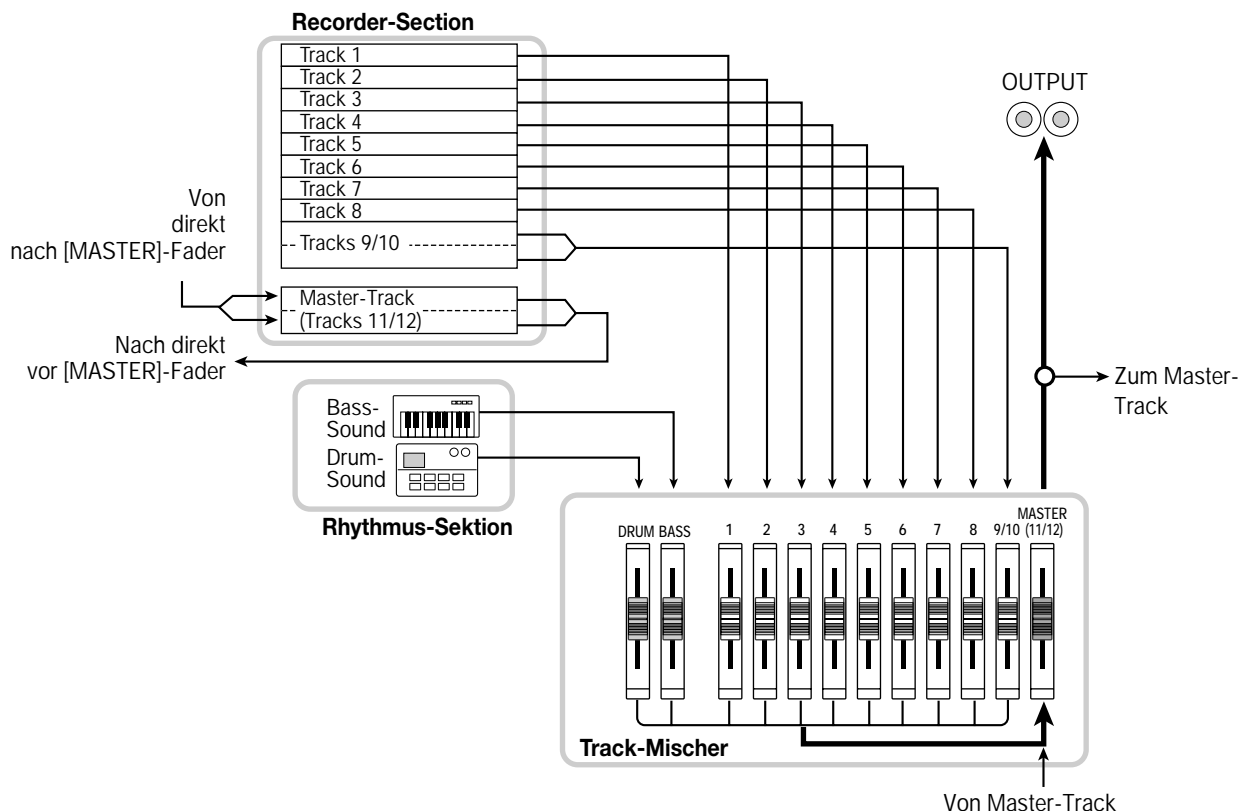 Recorder-Section
Track 1
Track 2
Track 3
Track 4
Track 5
Track 6
Track 7
Track 8
Tracks 9/10
Master-Track
(Tracks 11/12)
Von
direkt
nach [MASTER]-Fader
Nach direkt
vor [MASTER]-Fader
OUTPUT
Zum Master-
Track
Bass-
Sound
Drum-
Sound
Rhythmus-Sektion
DRUM BASS 1 2 3 4 5 6 7 8 9/10 MASTER
(11/12)
Track-Mischer
Von Master-Track